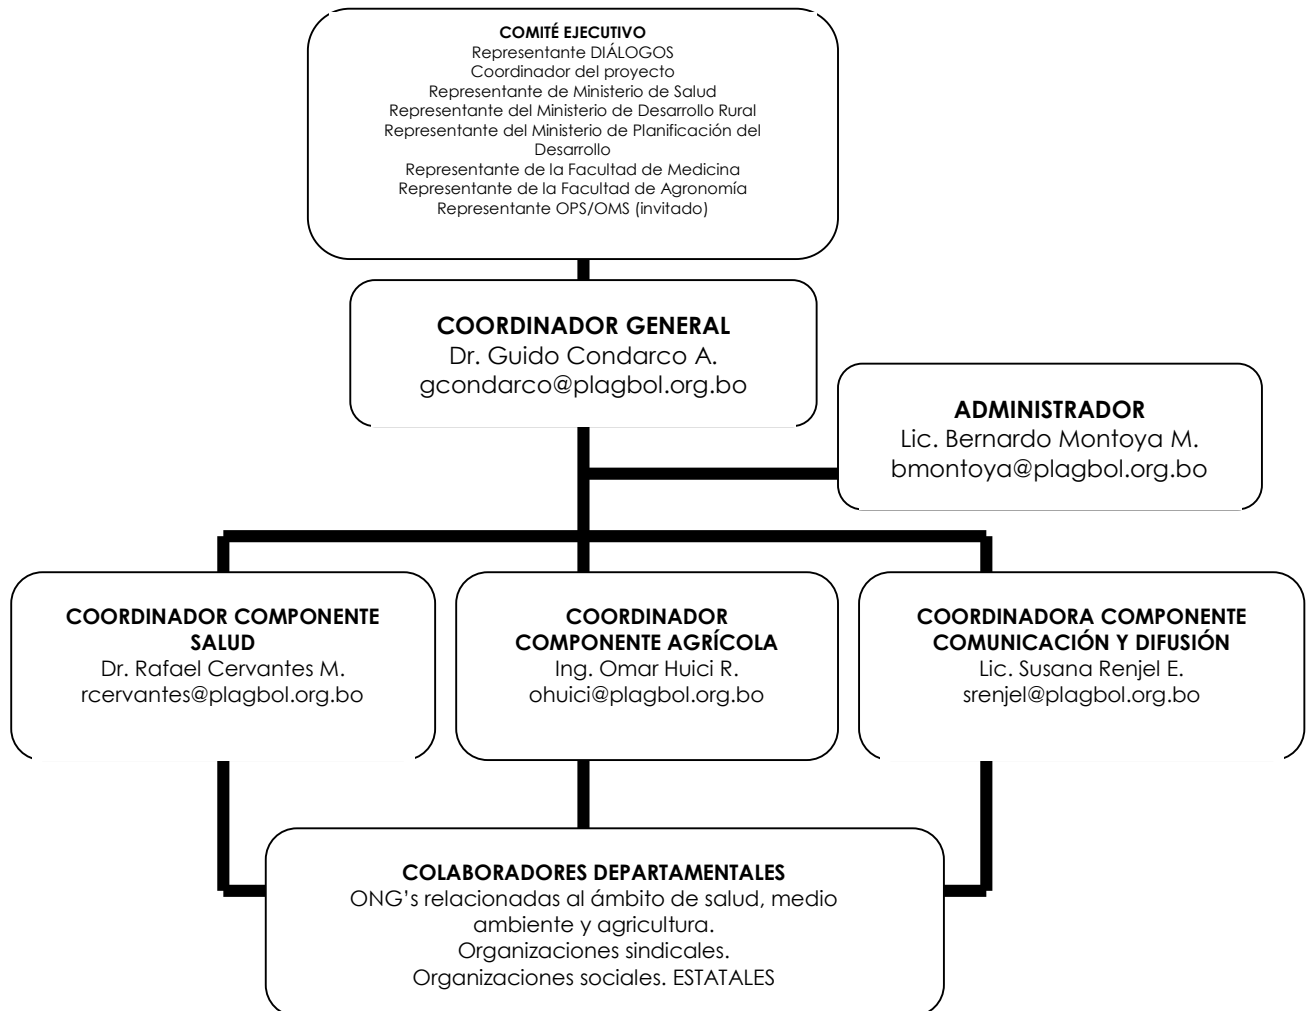 COMITÉ EJECUTIVO
Representante DIÁLOGOS
Coordinador del proyecto
Representante de Ministerio de Salud
Representante del Ministerio de Desarrollo Rural
Representante del Ministerio de Planificación del
Desarrollo
Representante de la Facultad de Medicina
Representante de la Facultad de Agronomía
Representante OPS/OMS (invitado)
COORDINADOR GENERAL
Dr. Guido Condarco A.
gcondarco@plagbol.org.bo
ADMINISTRADOR
Lic. Bernardo Montoya M.
bmontoya@plagbol.org.bo
COORDINADOR COMPONENTE
SALUD
Dr. Rafael Cervantes M.
rcervantes@plagbol.org.bo
COORDINADOR
COMPONENTE AGRÍCOLA
Ing. Omar Huici R.
ohuici@plagbol.org.bo
COORDINADORA COMPONENTE
COMUNICACIÓN Y DIFUSIÓN
Lic. Susana Renjel E.
srenjel@plagbol.org.bo
COLABORADORES DEPARTAMENTALES
ONG’s relacionadas al ámbito de salud, medio
ambiente y agricultura.
Organizaciones sindicales.
Organizaciones sociales. ESTATALES